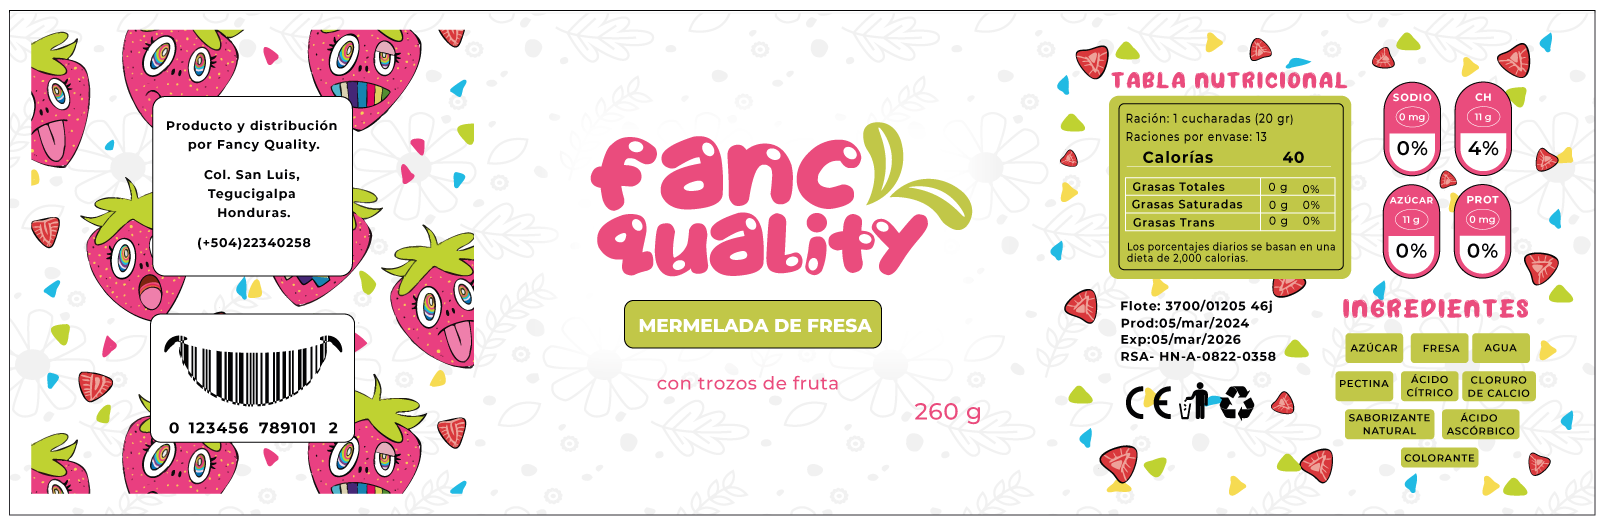 Producto y distribución
por Fancy Quality.
Col. San Luis,
Tegucigalpa
Honduras.
(+504)22340258
0 123456 789101 2
fancy
quality
MERMELADA DE FRESA
con trozos de fruta
260 g
TABLA NUTRICIONAL
Ración: 1 cucharadas (20 gr)
Raciones por envase: 13
Calorías 40
Grasas Totales 0 g 0%
Grasas Saturadas 0 g 0%
Grasas Trans 0 g 0%
Los porcentajes diarios se basan en una
dieta de 2,000 calorias.
Flote: 3700/01205 46j
Prod:05/mar/2024
Exp:05/mar/2026
RSA- HN-A-0822-0358
CE
SODIO
0 mg
0%
CH
11 g
4%
AZÚCAR
11 g
0%
PROT
0 mg
0%
INGREDIENTES
AZÚCAR FRESA AGUA
PECTINA
ÁCIDO
CÍTRICO
CLORURO
DE CALCIO
SABORIZANTE
NATURAL
ÁCIDO
ASCÓRBICO
COLORANTE